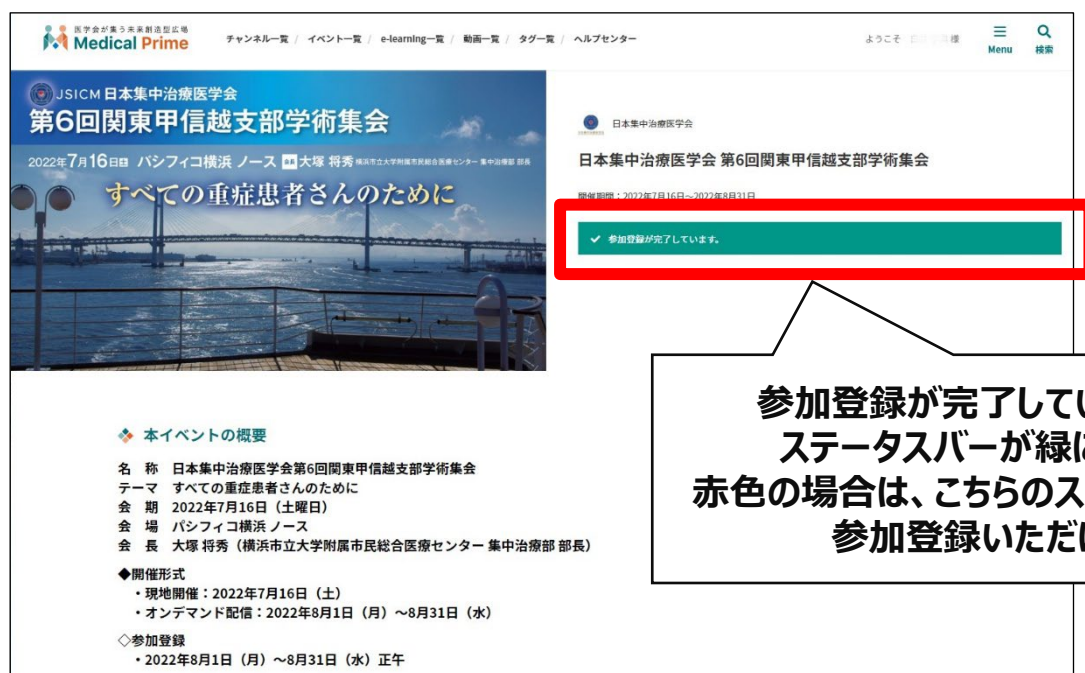 医学会が集う未来創造型広場
Medical Prime
チャンネル一覧 / イベント一覧 / e-learning一覧 / 動画一覧 / タグ一覧 / ヘルプセンター
ようこそ 様
Menu
検索
JSICM 日本集中治療医学会
第6回関東甲信越支部学術集会
2022年7月16日 パシフィコ横浜 ノース 会長 大塚 将秀 横浜市立大学附属市民総合医療センター 集中治療部 部長
すべての重症患者さんのために
日本集中治療医学会
日本集中治療医学会 第6回関東甲信越支部学術集会
開催期間：2022年7月16日～2022年8月31日
参加登録が完了しています。
参加登録が完了してい
ステータスバーが緑に
赤色の場合は、こちらのス
参加登録いただ
本イベントの概要
名 称 日本集中治療医学会第6回関東甲信越支部学術集会
テーマ すべての重症患者さんのために
会 期 2022年7月16日（土曜日）
会 場 パシフィコ横浜 ノース
会 長 大塚 将秀（横浜市立大学附属市民総合医療センター 集中治療部 部長）
◆開催形式
・現地開催：2022年7月16日（土）
・オンデマンド配信：2022年8月1日（月）～8月31日（水）
◇参加登録
・2022年8月1日（月）～8月31日（水）正午